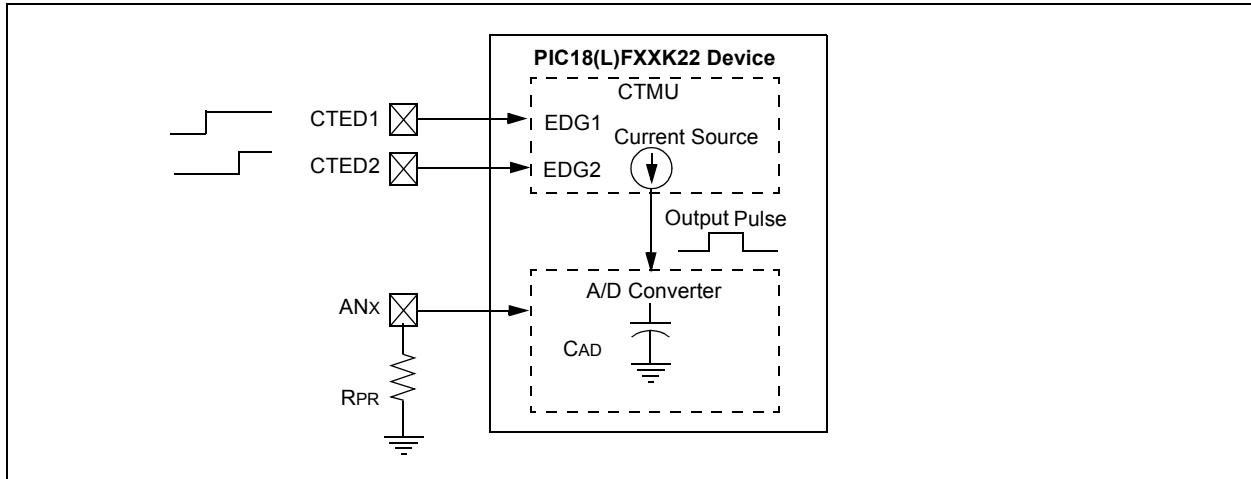 PIC18(L)FXXK22 Device
CTMU
CTED1
EDG1
Current Source
CTED2
EDG2
Output Pulse
A/D Converter
ANX
CAD
RPR